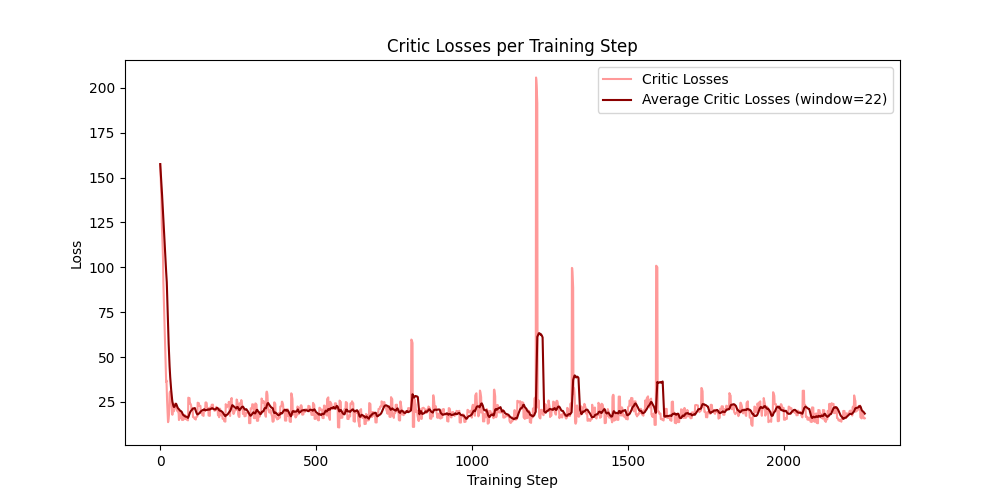 Critic Losses per Training Step
Critic Losses
Average Critic Losses (window=22)
Loss
200
175
150
125
100
75
50
25
0
500
1000
1500
2000
Training Step